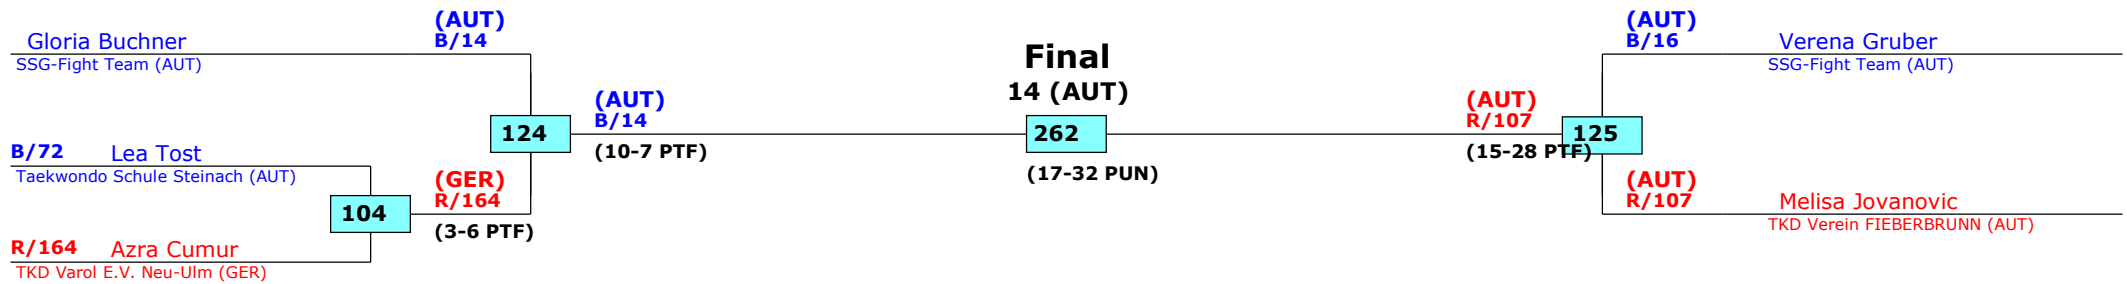 (AUT)
B/14
Gloria Buchner
SSG-Fight Team (AUT)
124
(AUT)
B/14
(10-7 PTF)
B/72 Lea Tost
Taekwondo Schule Steinach (AUT)
104
(GER)
R/164
(3-6 PTF)
R/164 Azra Cumur
TKD Varol E.V. Neu-Ulm (GER)
Final
14 (AUT)
262
(17-32 PUN)
(AUT)
R/107
(15-28 PTF)
125
(AUT)
B/16
Verena Gruber
SSG-Fight Team (AUT)
(AUT)
R/107
Melisa Jovanovic
TKD Verein FIEBERBRUNN (AUT)